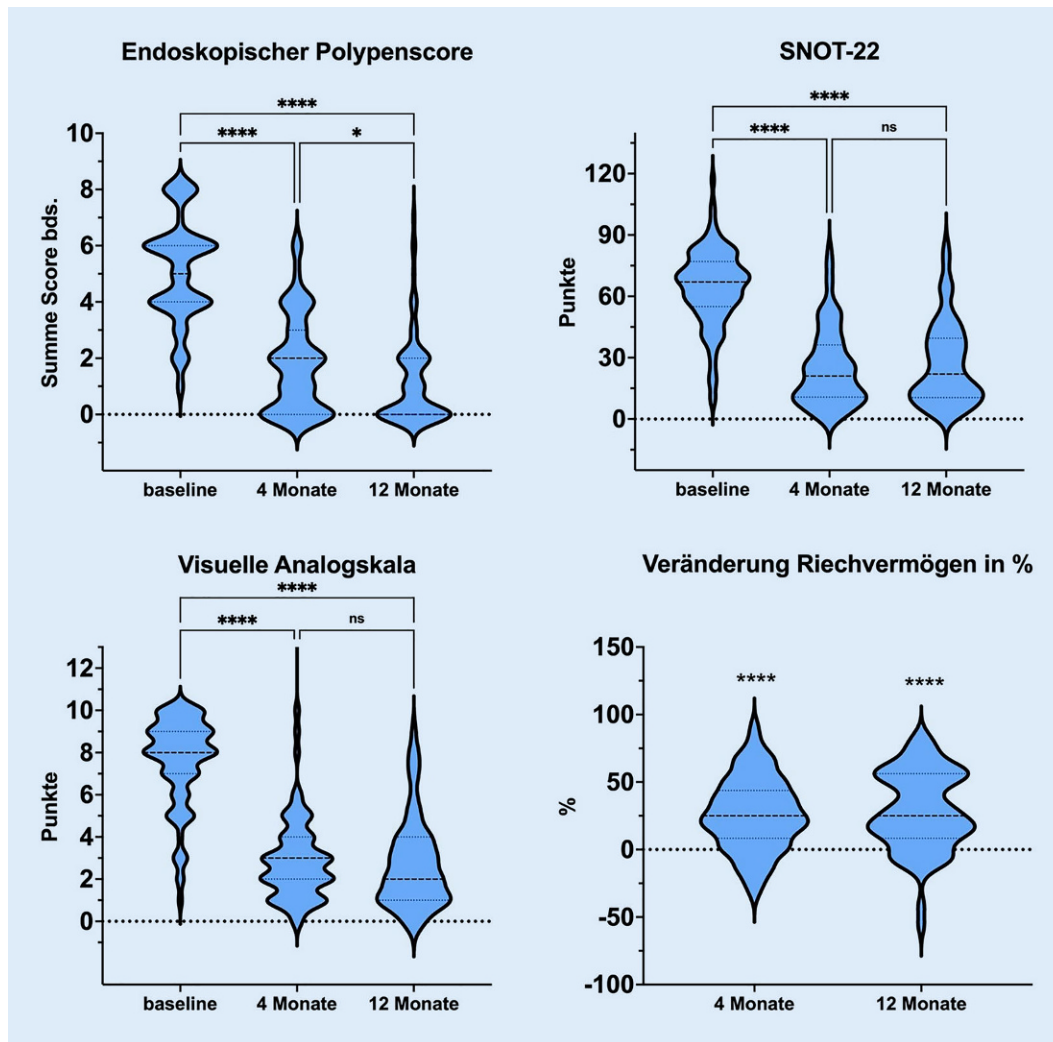 Endoskopischer Polypenscore
****
****
*
Summe Score bds.
10
8
6
4
2
0
baseline
4 Monate
12 Monate
SNOT-22
****
****
ns
Punkte
120
90
60
30
0
baseline
4 Monate
12 Monate
Visuelle Analogskala
****
****
ns
Punkte
12
10
8
6
4
2
0
baseline
4 Monate
12 Monate
Veränderung Riechvermögen in %
****
****
%
150
100
50
0
-50
-100
4 Monate
12 Monate